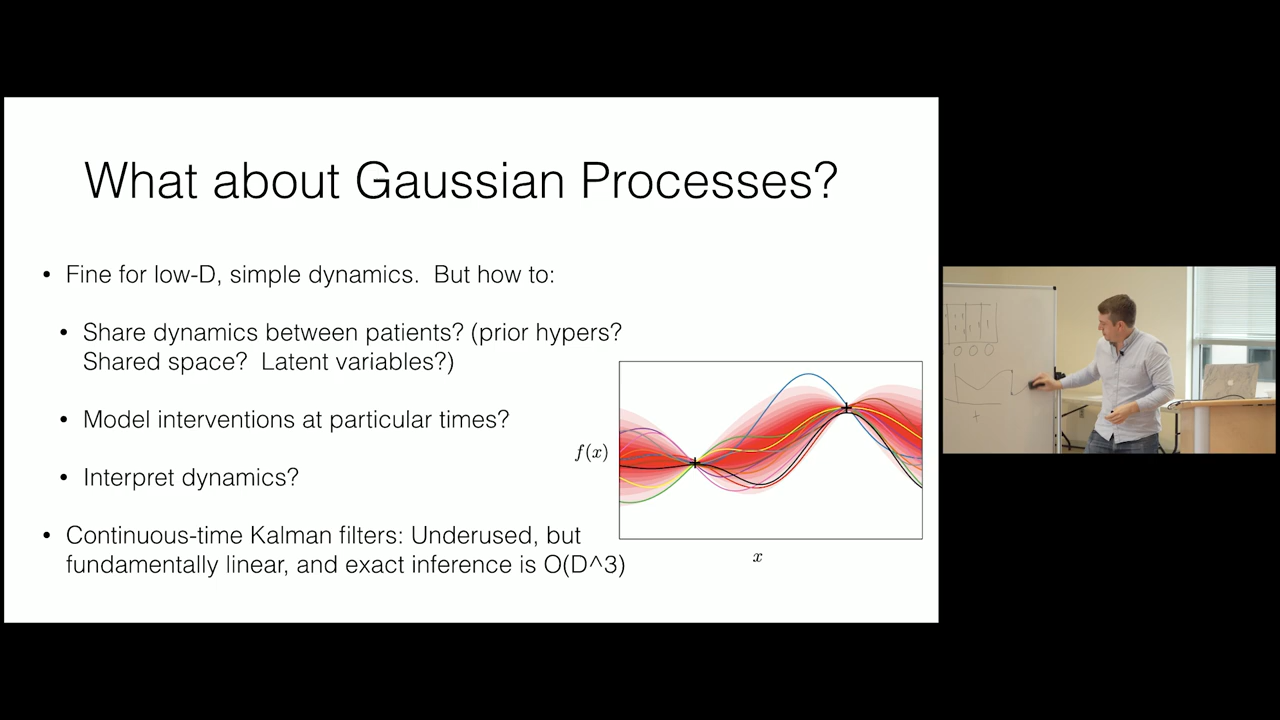 What about Gaussian Processes?
• Fine for low-D, simple dynamics. But how to:
• Share dynamics between patients? (prior hypers?
Shared space? Latent variables?)
• Model interventions at particular times?
• Interpret dynamics?
• Continuous-time Kalman filters: Underused, but
fundamentally linear, and exact inference is O(D^3)
f(x)
x